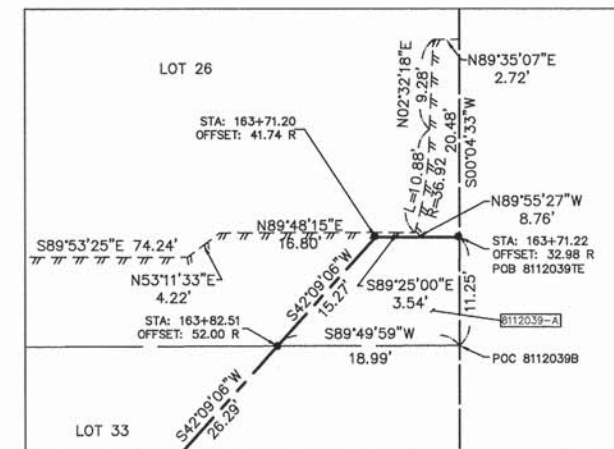 LOT 26
N89°35'07"E
2.72'
N02°32'18"E
9.28'
20.48'
S00°04'33"W
STA: 163+71.20
OFFSET: 41.74 R
L=10.88'
R=36.92
N89°55'27"W
8.76'
N89°48'15"E
16.80'
S89°53'25"E 74.24'
STA: 163+71.22
OFFSET: 32.98 R
POB 8112039TE
N53°11'33"E
4.22'
S42°09'06"W
15.27'
S89°25'00"E
3.54'
11.25'
8112039-A
STA: 163+82.51
OFFSET: 52.00 R
S89°49'59"W
18.99'
POC 8112039B
S42°09'06"W
26.29'
LOT 33